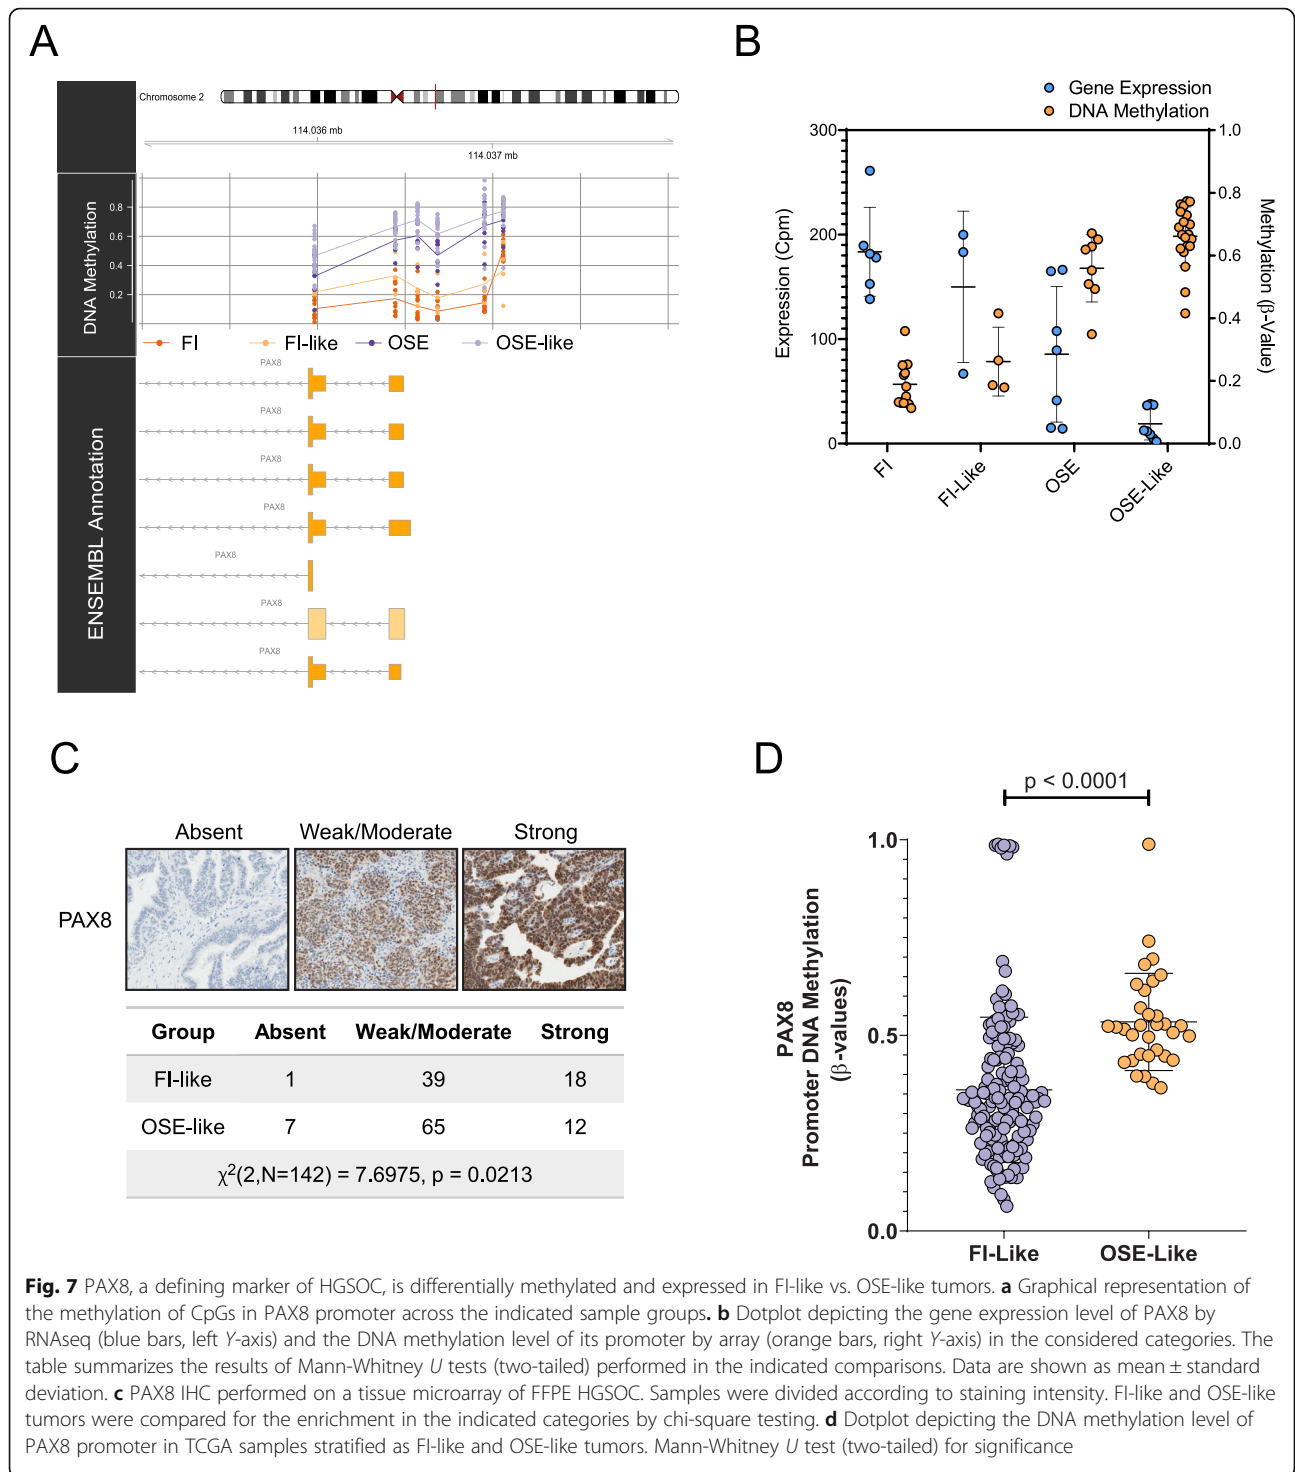 A
Chromosome 2
114.036 mb
114.037 mb
DNA Methylation
0.8
0.6
0.4
0.2
FI
FI-like
OSE
OSE-like
ENSEMBL Annotation
PAX8
PAX8
PAX8
PAX8
PAX8
PAX8
PAX8
B
Gene Expression
DNA Methylation
Expression (Cpm)
300
200
100
0
1.0
0.8
0.6
0.4
0.2
0.0
Methylation (β-Value)
FI
FI-Like
OSE
OSE-Like
C
Absent Weak/Moderate Strong
PAX8
Group Absent Weak/Moderate Strong
FI-like 1 39 18
OSE-like 7 65 12
χ²(2,N=142) = 7.6975, p = 0.0213
D
p < 0.0001
PAX8
Promoter DNA Methylation
(β-values)
1.0
0.5
0.0
FI-Like
OSE-Like
Fig. 7 PAX8, a defining marker of HGSOC, is differentially methylated and expressed in FI-like vs. OSE-like tumors. a Graphical representation of
the methylation of CpGs in PAX8 promoter across the indicated sample groups. b Dotplot depicting the gene expression level of PAX8 by
RNAseq (blue bars, left Y-axis) and the DNA methylation level of its promoter by array (orange bars, right Y-axis) in the considered categories. The
table summarizes the results of Mann-Whitney U tests (two-tailed) performed in the indicated comparisons. Data are shown as mean ± standard
deviation. c PAX8 IHC performed on a tissue microarray of FFPE HGSOC. Samples were divided according to staining intensity. FI-like and OSE-like
tumors were compared for the enrichment in the indicated categories by chi-square testing. d Dotplot depicting the DNA methylation level of
PAX8 promoter in TCGA samples stratified as FI-like and OSE-like tumors. Mann-Whitney U test (two-tailed) for significance